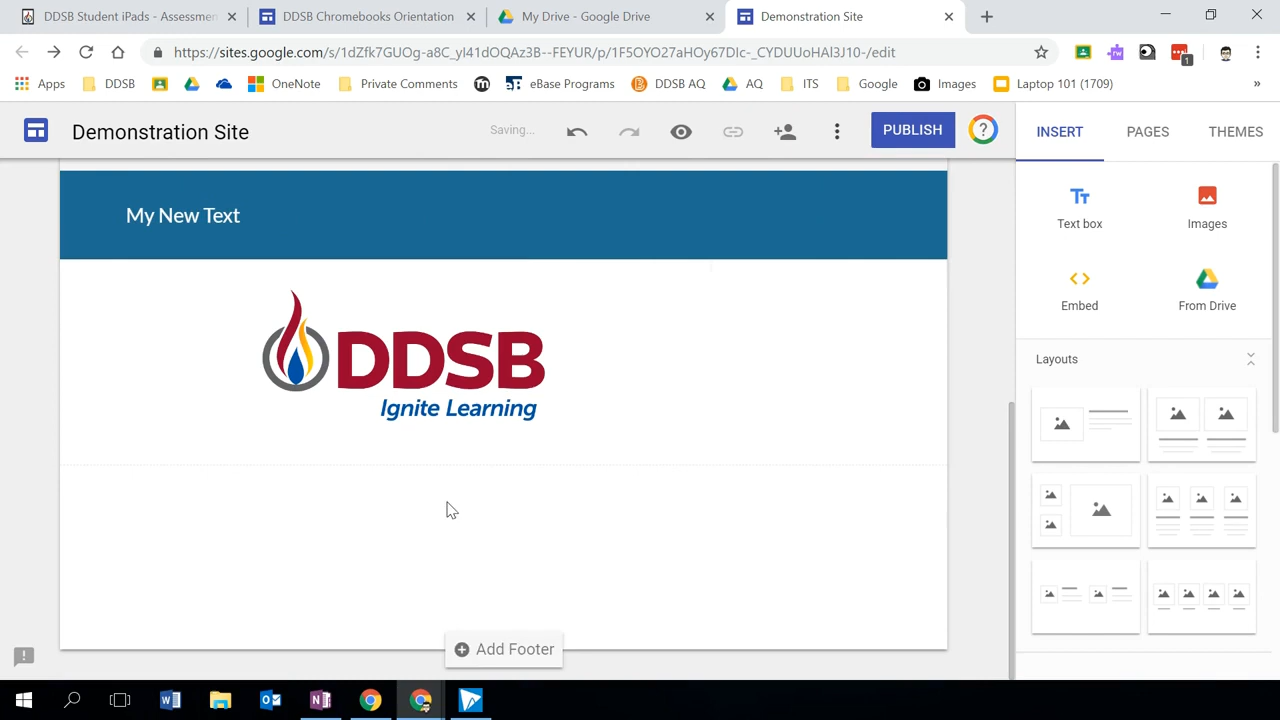 DDSB Student iPads - Assessmen
DDSB Chromebooks Orientation
My Drive - Google Drive
Demonstration Site
https://sites.google.com/s/1dZfk7GUOg-a8C_yl41dOQAz3B--FEYUR/p/1F5OYO27aHOy67DIc-_CYDUUoHAl3J10-/edit
1
Apps
DDSB
OneNote
Private Comments
eBase Programs
DDSB AQ
AQ
ITS
Google
Images
Laptop 101 (1709)
»
Demonstration Site
Saving...
PUBLISH
?
INSERT
PAGES
THEMES
My New Text
DDSB
Ignite Learning
Text box
Images
Embed
From Drive
Layouts
Add Footer